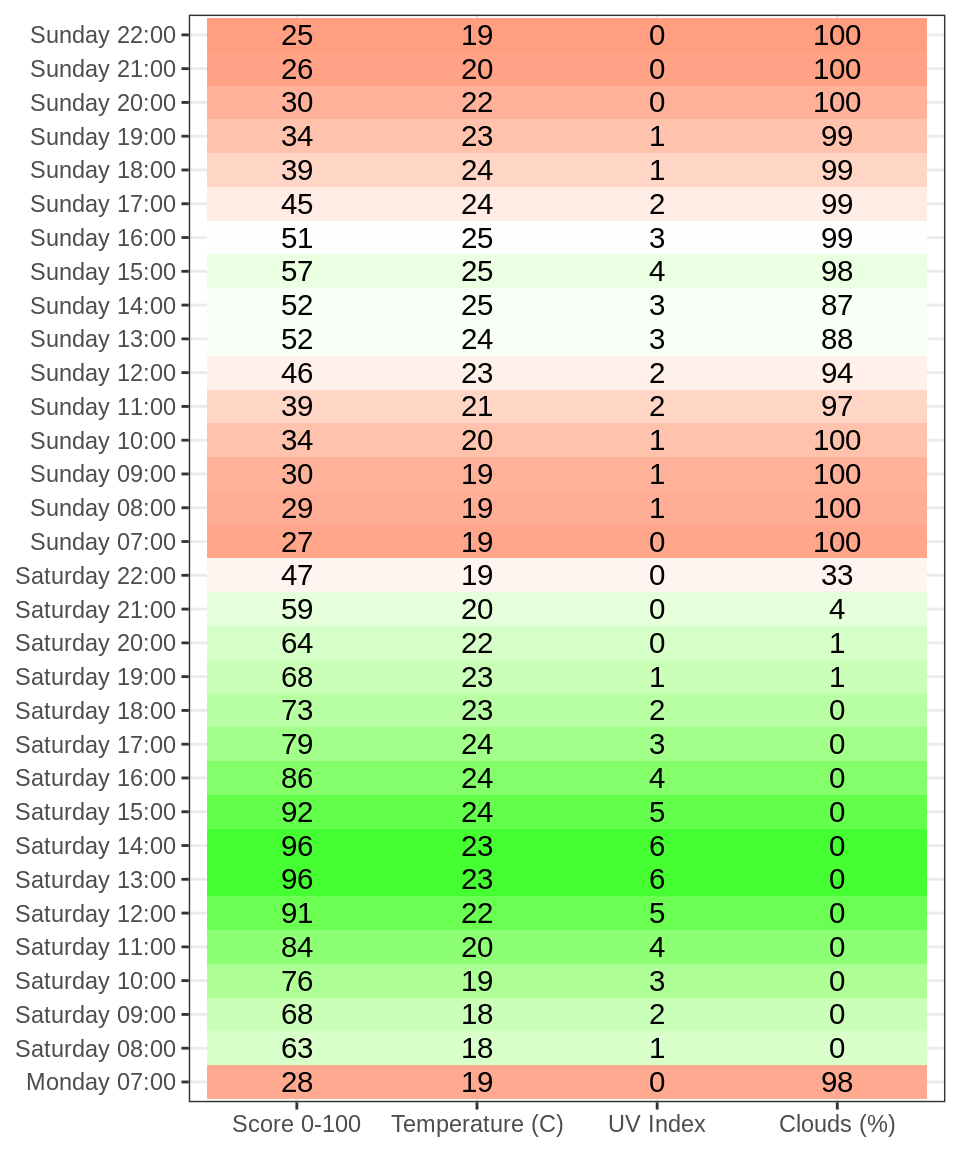 Sunday 22:00 25 19 0 100
Sunday 21:00 26 20 0 100
Sunday 20:00 30 22 0 100
Sunday 19:00 34 23 1 99
Sunday 18:00 39 24 1 99
Sunday 17:00 45 24 2 99
Sunday 16:00 51 25 3 99
Sunday 15:00 57 25 4 98
Sunday 14:00 52 25 3 87
Sunday 13:00 52 24 3 88
Sunday 12:00 46 23 2 94
Sunday 11:00 39 21 2 97
Sunday 10:00 34 20 1 100
Sunday 09:00 30 19 1 100
Sunday 08:00 29 19 1 100
Sunday 07:00 27 19 0 100
Saturday 22:00 47 19 0 33
Saturday 21:00 59 20 0 4
Saturday 20:00 64 22 0 1
Saturday 19:00 68 23 1 1
Saturday 18:00 73 23 2 0
Saturday 17:00 79 24 3 0
Saturday 16:00 86 24 4 0
Saturday 15:00 92 24 5 0
Saturday 14:00 96 23 6 0
Saturday 13:00 96 23 6 0
Saturday 12:00 91 22 5 0
Saturday 11:00 84 20 4 0
Saturday 10:00 76 19 3 0
Saturday 09:00 68 18 2 0
Saturday 08:00 63 18 1 0
Monday 07:00 28 19 0 98
Score 0-100 Temperature (C) UV Index Clouds (%)